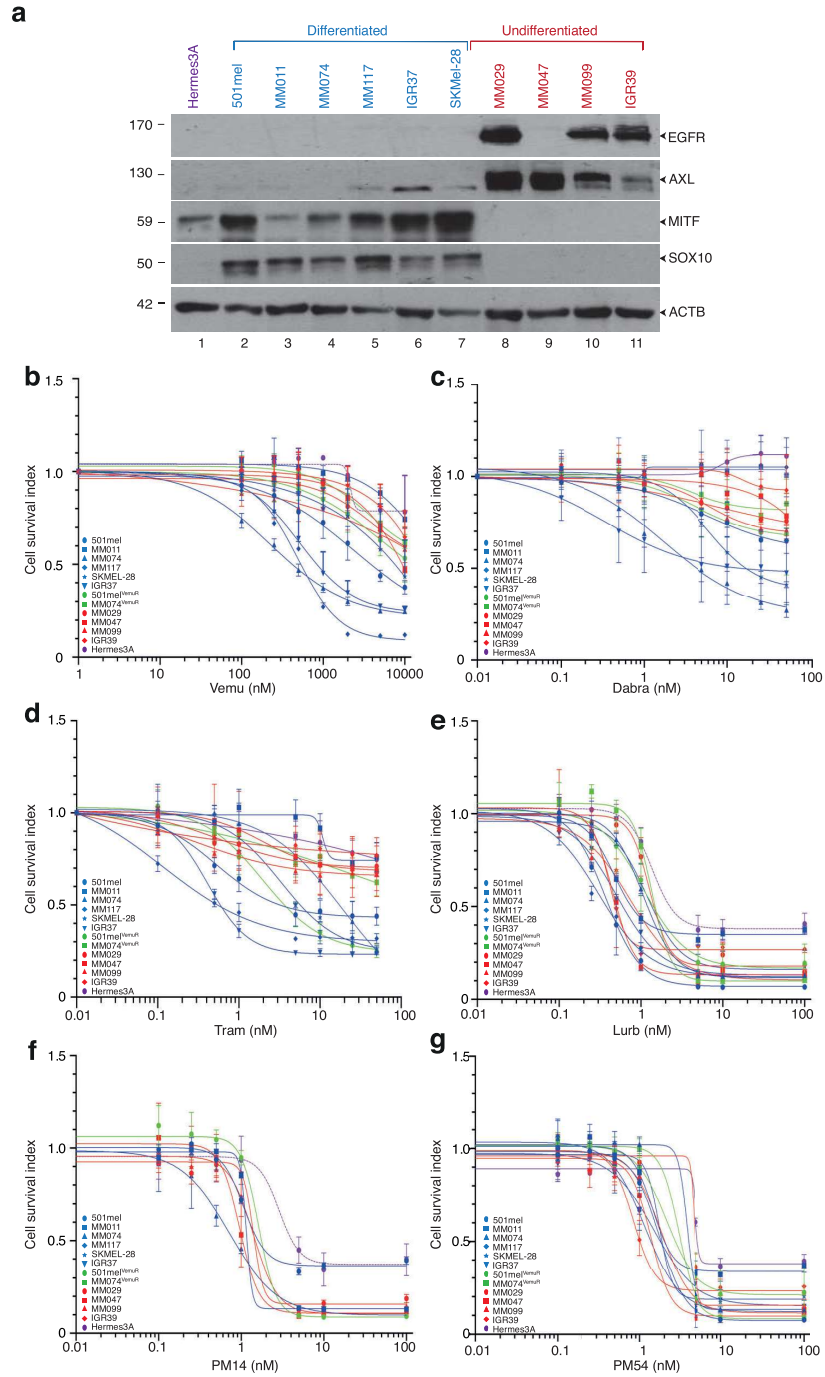 a
Differentiated
Undifferentiated
Hermes3A
501mel
MM011
MM074
MM117
IGR37
SKMel-28
MM029
MM047
MM099
IGR39
170
EGFR
130
AXL
59
MITF
50
SOX10
42
ACTB
1 2 3 4 5 6 7 8 9 10 11
b
1.5
1.0
0.5
0
Cell survival index
501mel
MM011
MM074
MM117
SKMEL-28
IGR37
501melVemuR
MM074VemuR
MM029
MM047
MM099
IGR39
Hermes3A
1 10 100 1000 10000
Vemu (nM)
c
1.5
1.0
0.5
0
Cell survival index
501mel
MM011
MM074
MM117
SKMEL-28
IGR37
501melVemuR
MM074VemuR
MM029
MM047
MM099
IGR39
Hermes3A
0.01 0.1 1 10 100
Dabra (nM)
d
1.5
1.0
0.5
0
Cell survival index
501mel
MM011
MM074
MM117
SKMEL-28
IGR37
501melVemuR
MM074VemuR
MM029
MM047
MM099
IGR39
Hermes3A
0.01 0.1 1 10 100
Tram (nM)
e
1.5
1.0
0.5
0
Cell survival index
501mel
MM011
MM074
MM117
SKMEL-28
IGR37
501melVemuR
MM074VemuR
MM029
MM047
MM099
IGR39
Hermes3A
0.01 0.1 1 10 100
Lurb (nM)
f
1.5
1.0
0.5
0
Cell survival index
501mel
MM011
MM074
MM117
SKMEL-28
IGR37
501melVemuR
MM074VemuR
MM029
MM047
MM099
IGR39
Hermes3A
0.01 0.1 1 10 100
PM14 (nM)
g
1.5
1.0
0.5
0
Cell survival index
501mel
MM011
MM074
MM117
SKMEL-28
IGR37
501melVemuR
MM074VemuR
MM029
MM047
MM099
IGR39
Hermes3A
0.01 0.1 1 10 100
PM54 (nM)